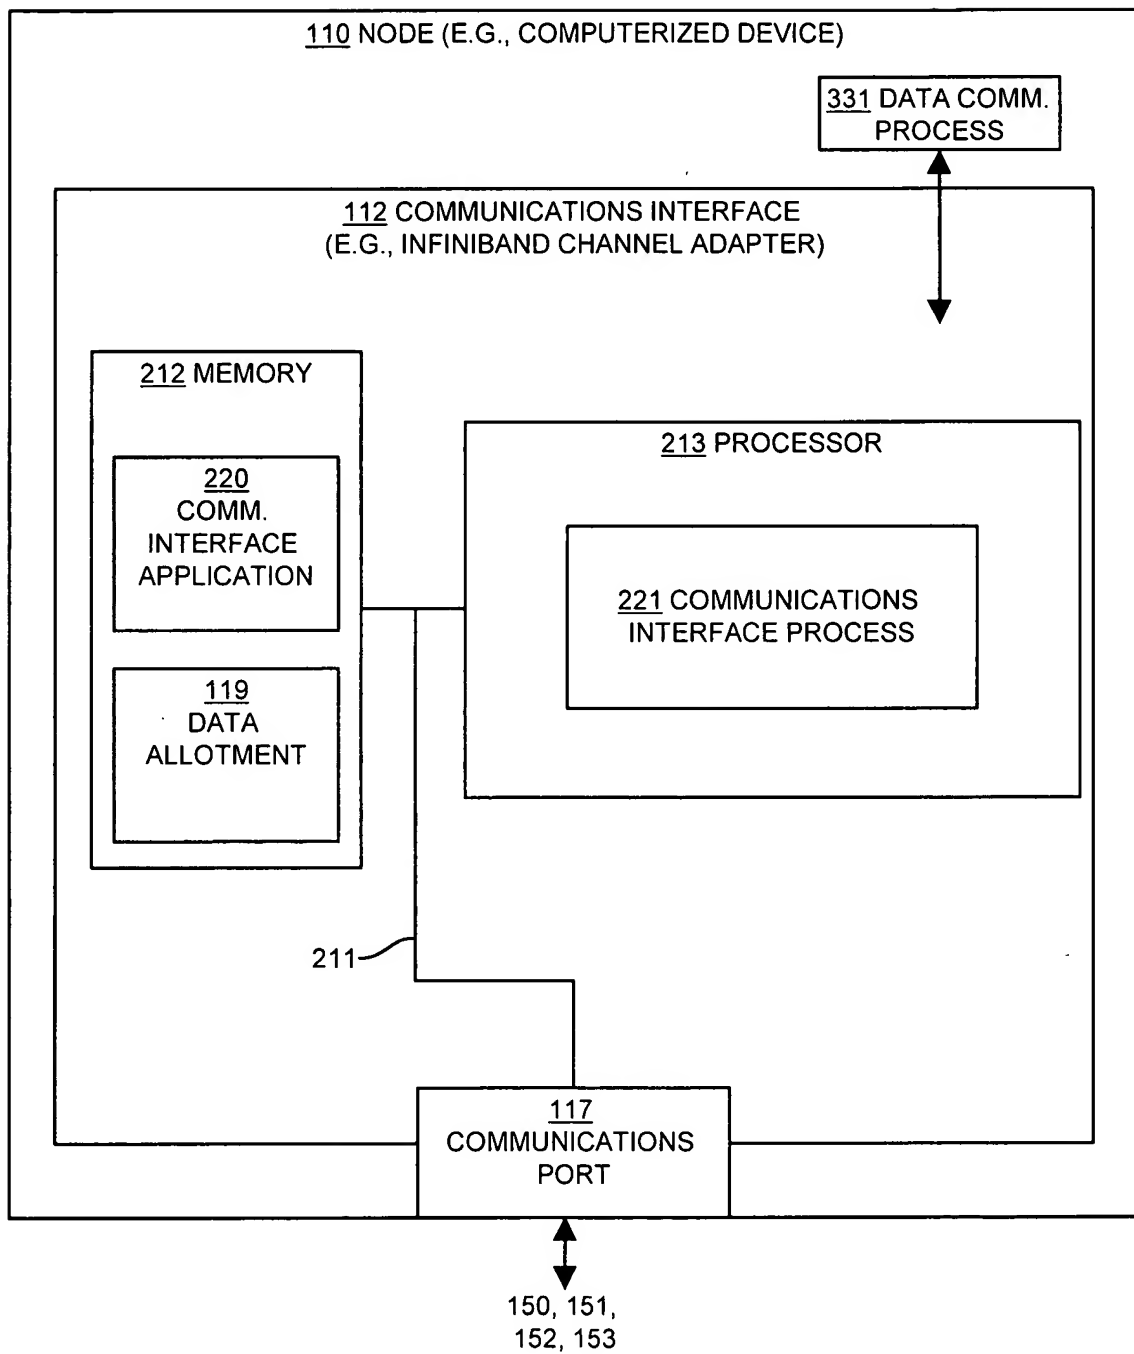 110 NODE (E.G., COMPUTERIZED DEVICE)
331 DATA COMM.
PROCESS
112 COMMUNICATIONS INTERFACE
(E.G., INFINIBAND CHANNEL ADAPTER)
212 MEMORY
220
COMM.
INTERFACE
APPLICATION
119
DATA
ALLOTMENT
213 PROCESSOR
221 COMMUNICATIONS
INTERFACE PROCESS
211
117
COMMUNICATIONS
PORT
150, 151,
152, 153